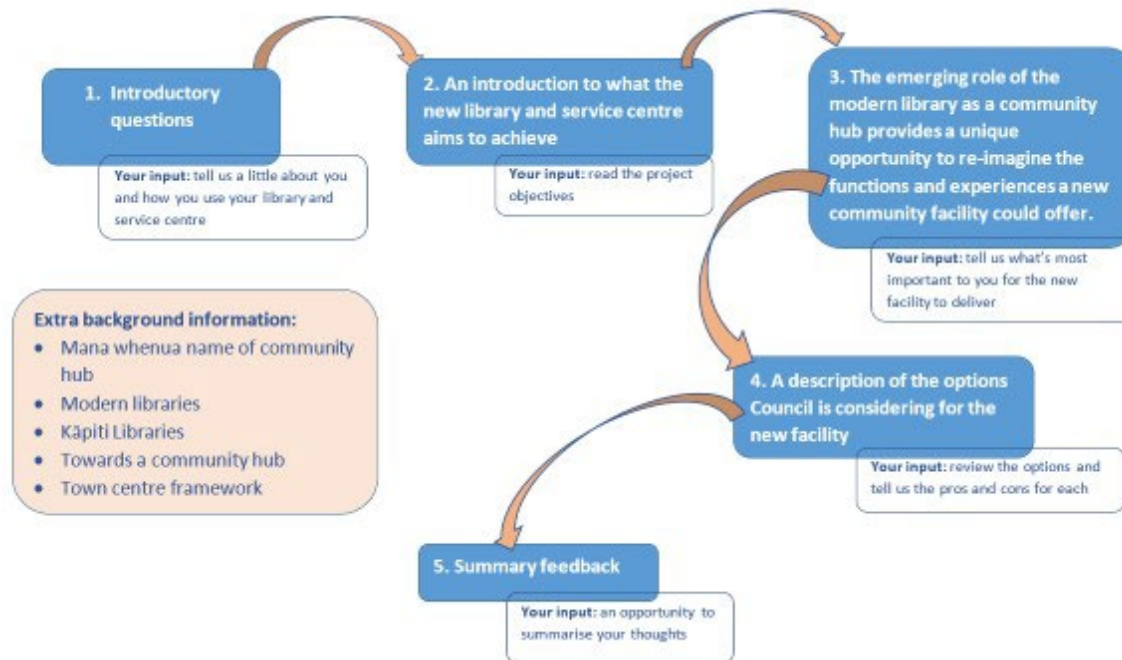 1. Introductory
questions
Your input: tell us a little about you
and how you use your library and
service centre
2. An introduction to what the
new library and service centre
aims to achieve
Your input: read the project
objectives
3. The emerging role of the
modern library as a community
hub provides a unique
opportunity to re-imagine the
functions and experiences a new
community facility could offer.
Your input: tell us what's most
important to you for the new
facility to deliver
Extra background information:
• Mana whenua name of community
hub
• Modern libraries
• Kāpiti Libraries
• Towards a community hub
• Town centre framework
4. A description of the options
Council is considering for the
new facility
Your input: review the options and
tell us the pros and cons for each
5. Summary feedback
Your input: an opportunity to
summarise your thoughts